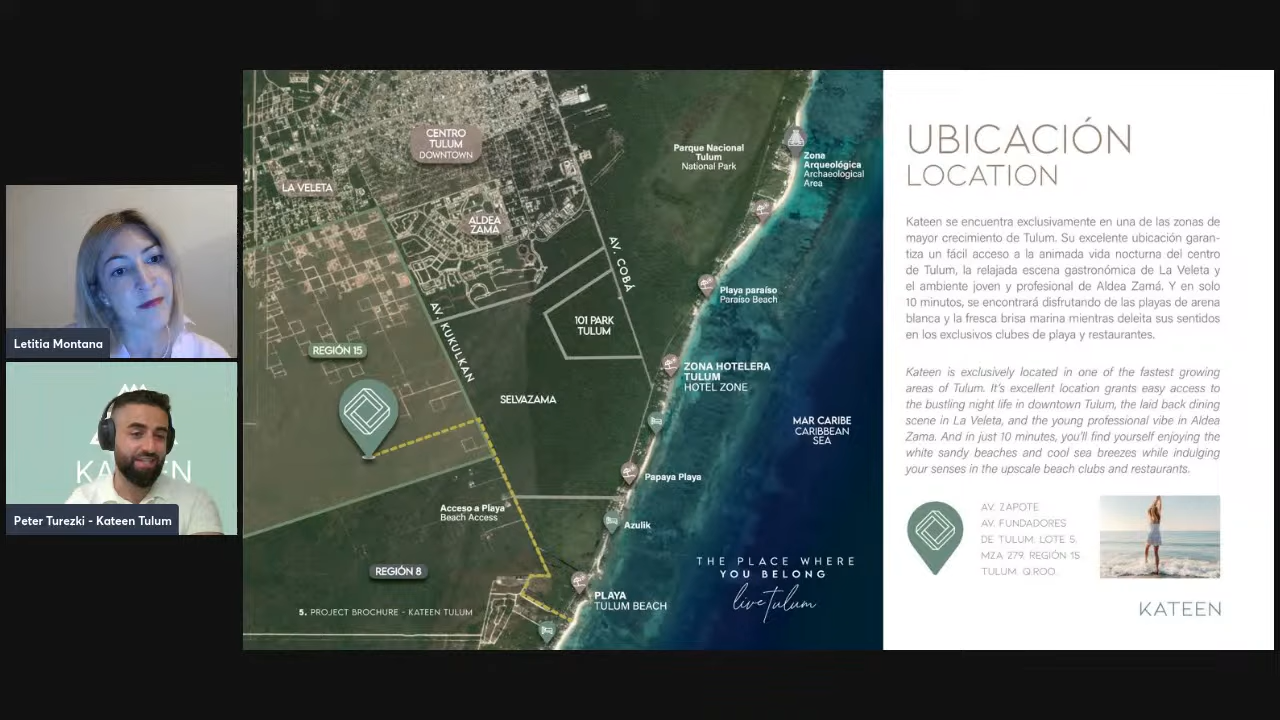 Letitia Montana
KATEEN
Peter Turezki - Kateen Tulum
CENTRO
TULUM
DOWNTOWN
LA VELETA
ALDEA
ZAMA
Parque Nacional
Tulum
National Park
Zona
Arqueológica
Archaeological
Area
AV. COBÁ
Playa paraíso
Paraíso Beach
AV. KUKULKAN
101 PARK
TULUM
REGIÓN 15
ZONA HOTELERA
TULUM
HOTEL ZONE
SELVAZAMA
MAR CARIBE
CARIBBEAN
SEA
Papaya Playa
Acceso a Playa
Beach Access
Azulik
REGIÓN 8
PLAYA
TULUM BEACH
THE PLACE WHERE
YOU BELONG
livetulum
5. PROJECT BROCHURE - KATEEN TULUM
UBICACIÓN
LOCATION
Kateen se encuentra exclusivamente en una de las zonas de
mayor crecimiento de Tulum. Su excelente ubicación garan-
tiza un fácil acceso a la animada vida nocturna del centro
de Tulum, la relajada escena gastronómica de La Veleta y
el ambiente joven y profesional de Aldea Zamá. Y en solo
10 minutos, se encontrará disfrutando de las playas de arena
blanca y la fresca brisa marina mientras deleita sus sentidos
en los exclusivos clubes de playa y restaurantes.
Kateen is exclusively located in one of the fastest growing
areas of Tulum. It's excellent location grants easy access to
the bustling night life in downtown Tulum, the laid back dining
scene in La Veleta, and the young professional vibe in Aldea
Zama. And in just 10 minutes, you'll find yourself enjoying the
white sandy beaches and cool sea breezes while indulging
your senses in the upscale beach clubs and restaurants.
AV. ZAPOTE
AV. FUNDADORES
DE TULUM. LOTE 5.
MZA 279. REGIÓN 15
TULUM. Q.ROO.
KATEEN